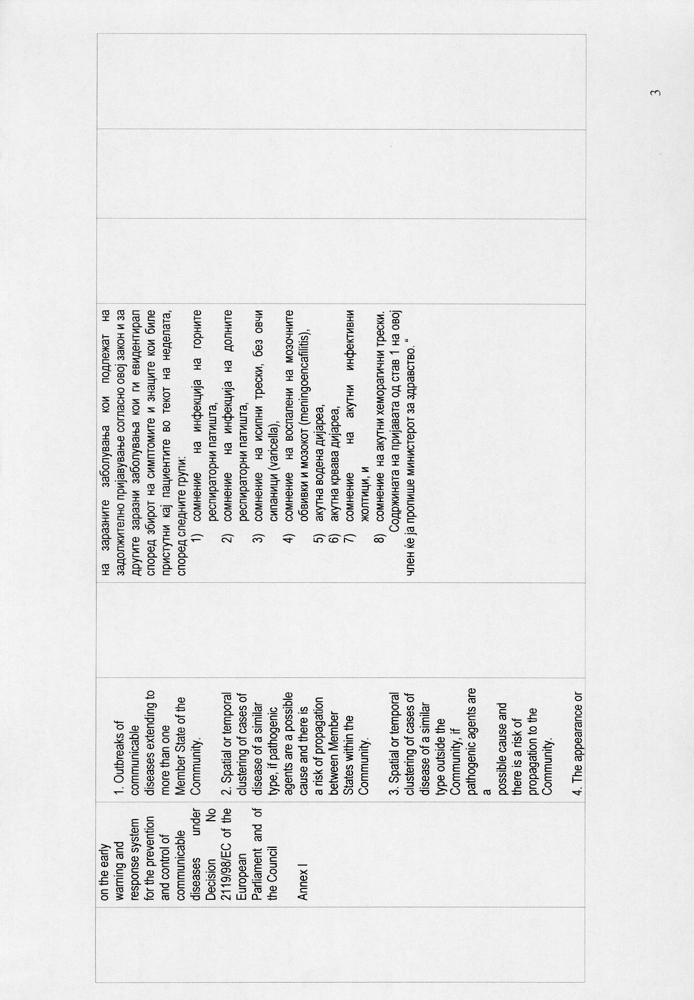 on the early
warning and
response system
for the prevention
and control of
communicable
diseases under
Decision No
2119/98/EC of the
European
Parliament and of
the Council
Annex I
1. Outbreaks of
communicable
diseases extending to
more than one
Member State of the
Community.
2. Spatial or temporal
clustering of cases of
disease of a similar
type, if pathogenic
agents are a possible
cause and there is
a risk of propagation
between Member
States within the
Community.
3. Spatial or temporal
clustering of cases of
disease of a similar
type outside the
Community, if
pathogenic agents are
a
possible cause and
there is a risk of
propagation to the
Community.
4. The appearance or
на заразните заболувања кои подлежат на
задолжително пријавување согласно овој закон и за
другите заразни заболувања кои ги евидентирал
според збирот на симптомите и знаците кои биле
пристутни кај пациентите во текот на неделата,
според следните групи:
1) сомнение на инфекција на горните
респираторни патишта,
2) сомнение на инфекција на долните
респираторни патишта,
3) сомнение на исипни трески, без овчи
сипаници (varicella),
4) сомнение на воспалени на мозочните
обвивки и мозокот (meningoencafilitis),
5) акутна водена дијареа,
6) акутна крвава дијареа,
7) сомнение на акутни инфективни
жолтици, и
8) сомнение на акутни хеморагични трески.
Содржината на пријавата од став 1 на овој
член ќе ја пропише министерот за здравство. “
3